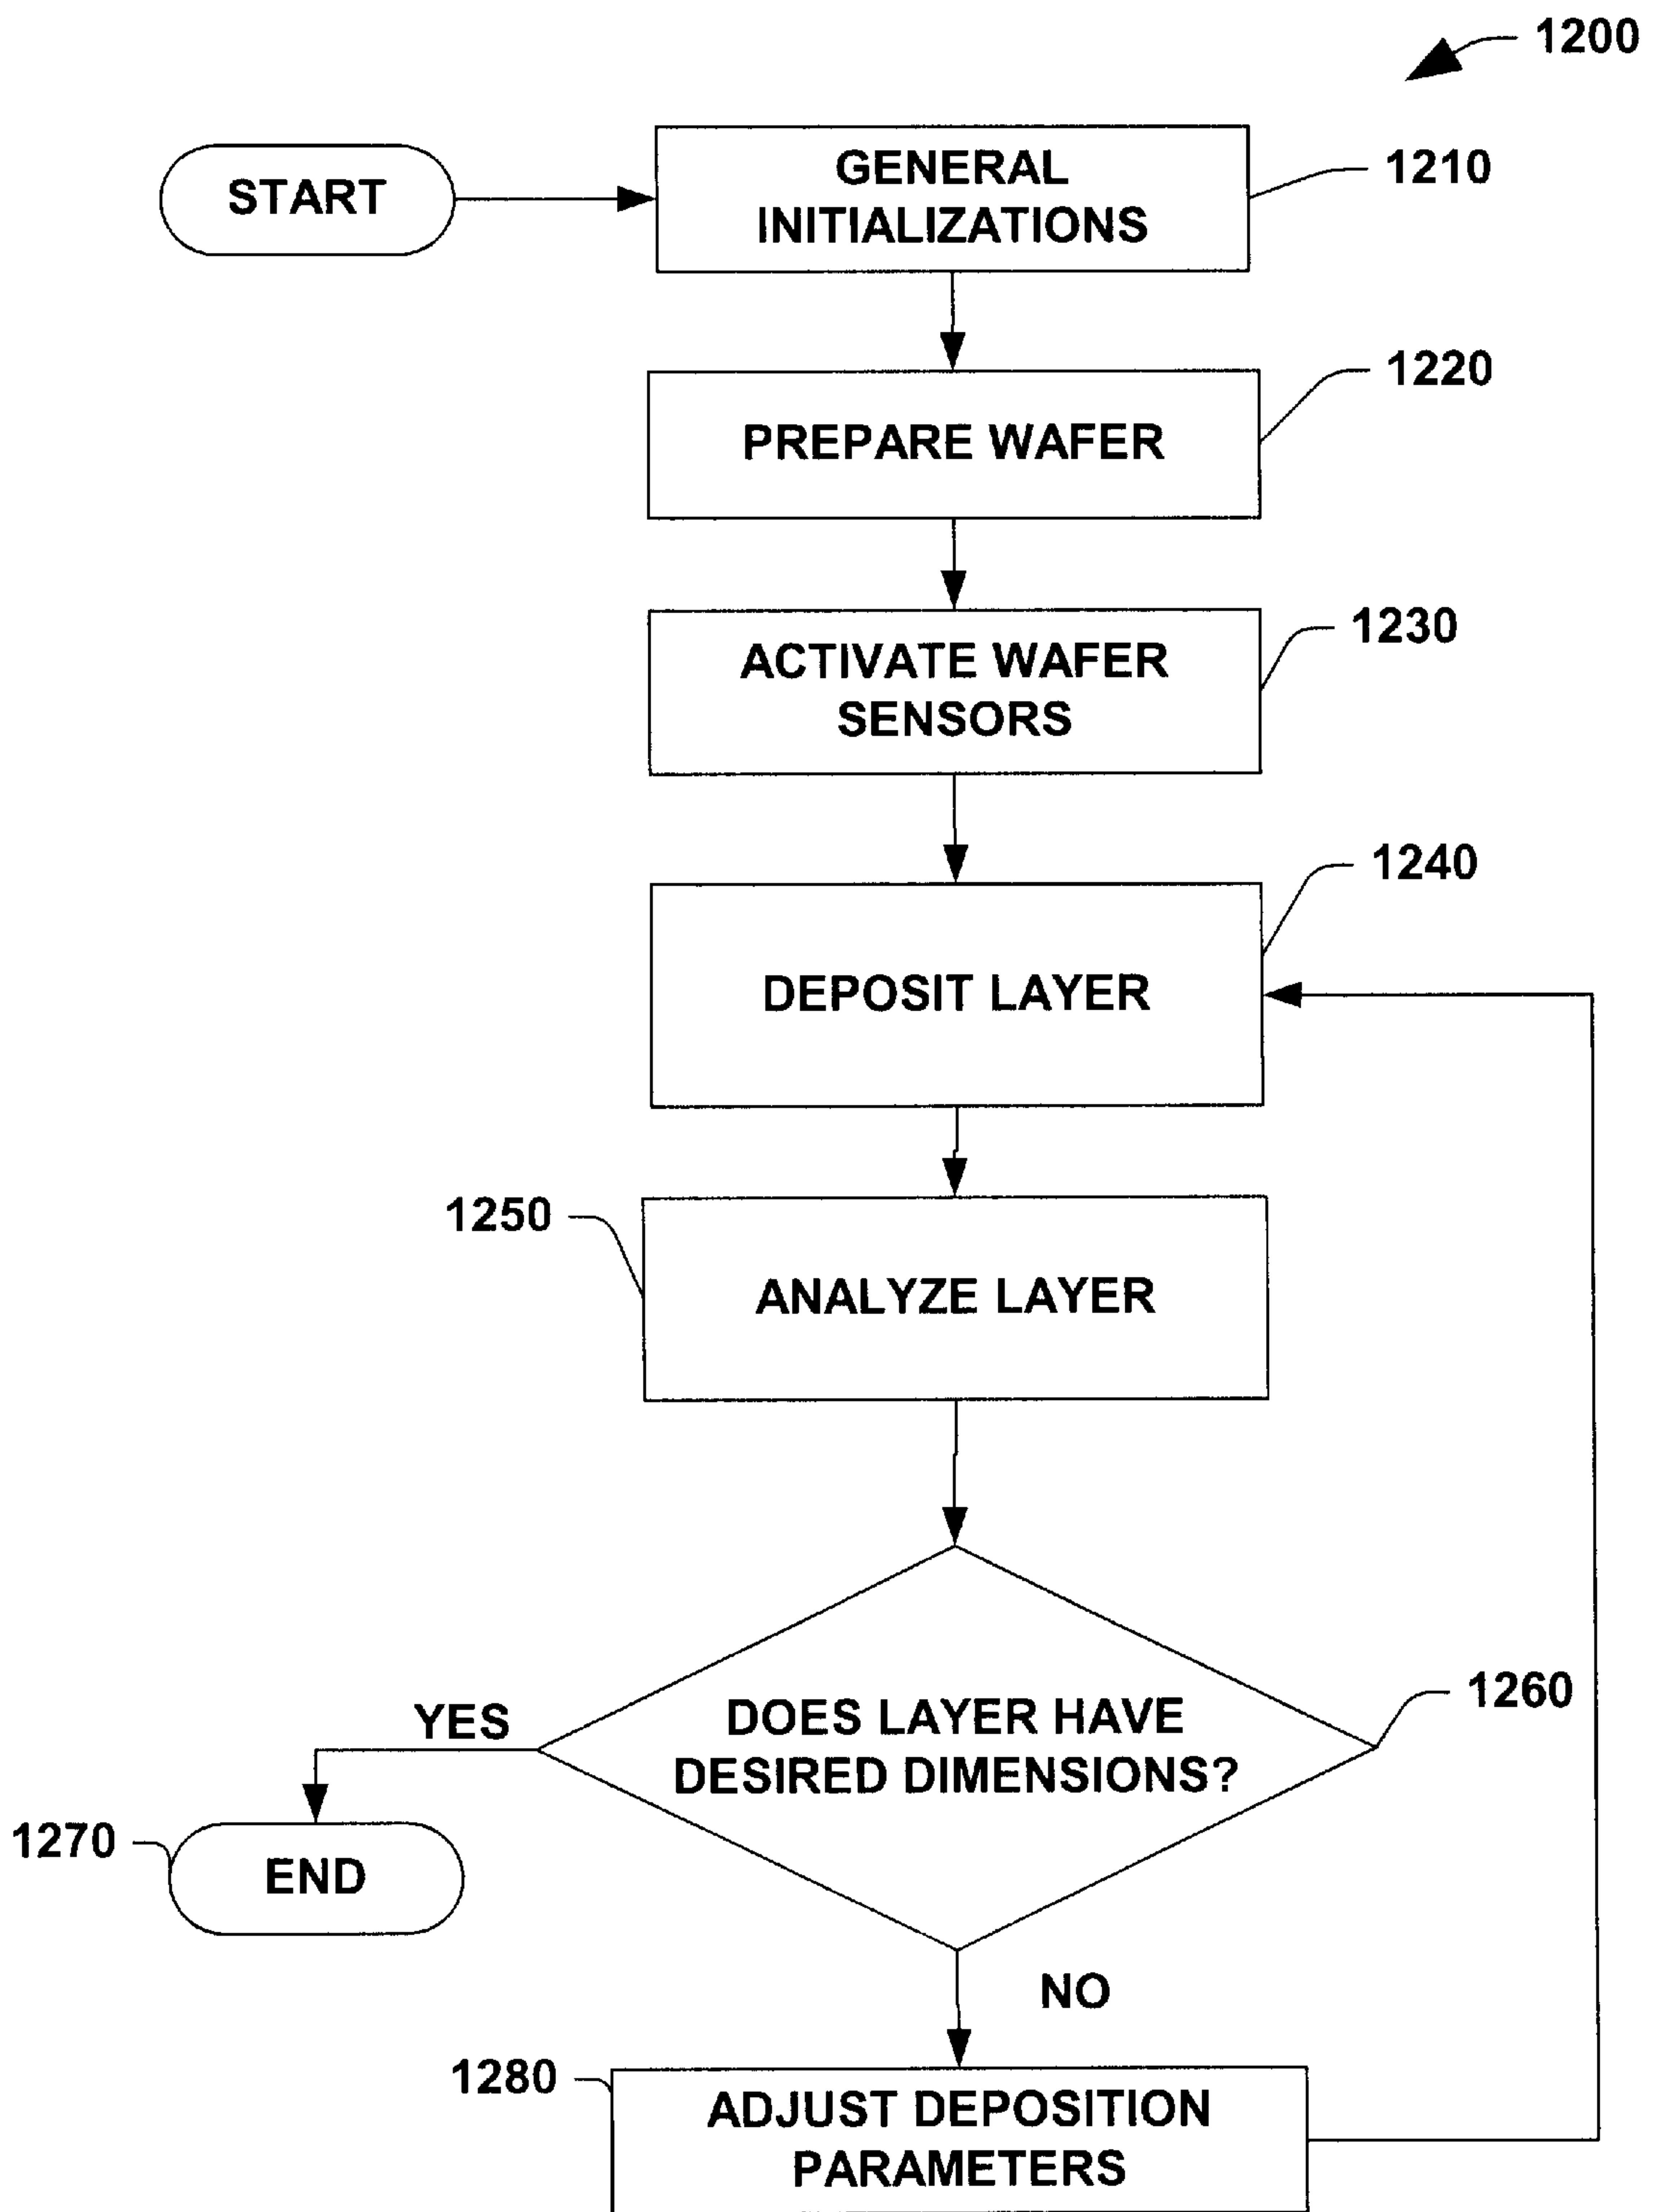 1200
START
GENERAL
INITIALIZATIONS
1210
1220
PREPARE WAFER
1230
ACTIVATE WAFER
SENSORS
1240
DEPOSIT LAYER
1250
ANALYZE LAYER
1260
DOES LAYER HAVE
DESIRED DIMENSIONS?
YES
1270
END
NO
1280
ADJUST DEPOSITION
PARAMETERS